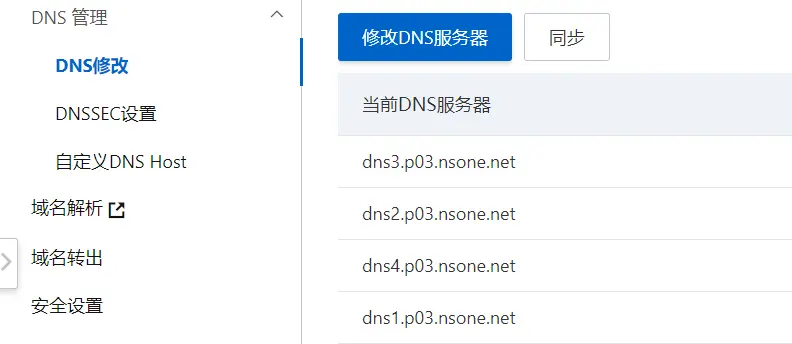 DNS 管理
DNS修改
DNSSEC设置
自定义DNS Host
域名解析
域名转出
安全设置
修改DNS服务器
同步
当前DNS服务器
dns3.p03.nsone.net
dns2.p03.nsone.net
dns4.p03.nsone.net
dns1.p03.nsone.net